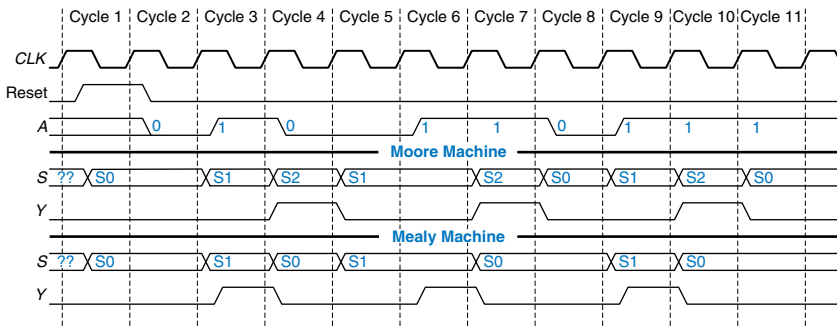 Cycle 1 Cycle 2 Cycle 3 Cycle 4 Cycle 5 Cycle 6 Cycle 7 Cycle 8 Cycle 9 Cycle 10 Cycle 11
CLK
Reset
A 0 1 0 1 1 0 1 1 1
Moore Machine
S ?? S0 S1 S2 S1 S2 S0 S1 S2 S0
Y
Mealy Machine
S ?? S0 S1 S0 S1 S0 S1 S0
Y